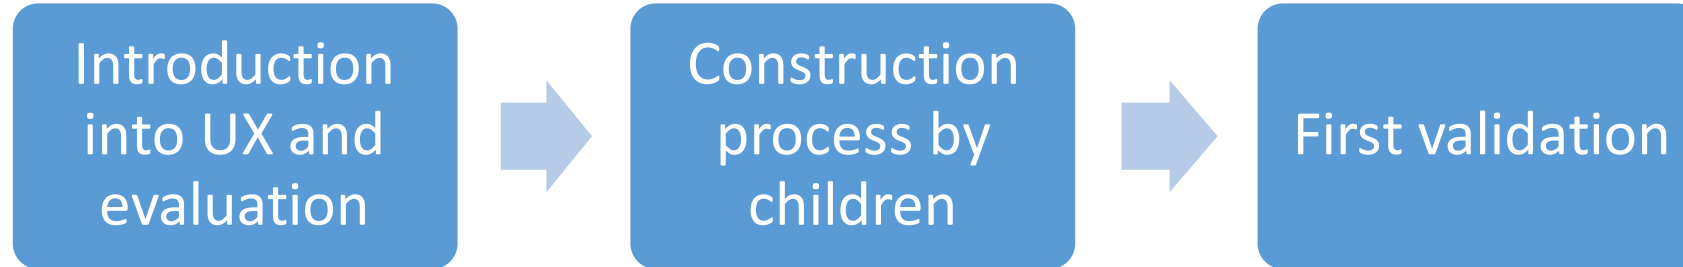 Introduction
into UX and
evaluation
Construction
process by
children
First validation